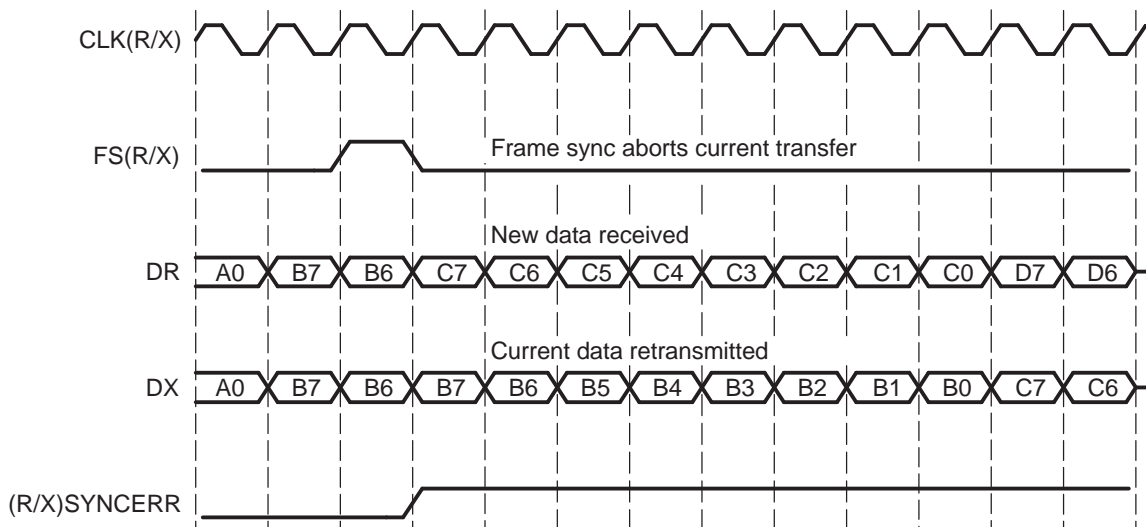 CLK(R/X)
FS(R/X)
Frame sync aborts current transfer
New data received
DR A0 B7 B6 C7 C6 C5 C4 C3 C2 C1 C0 D7 D6
Current data retransmitted
DX A0 B7 B6 B7 B6 B5 B4 B3 B2 B1 B0 C7 C6
(R/X)SYNCERR